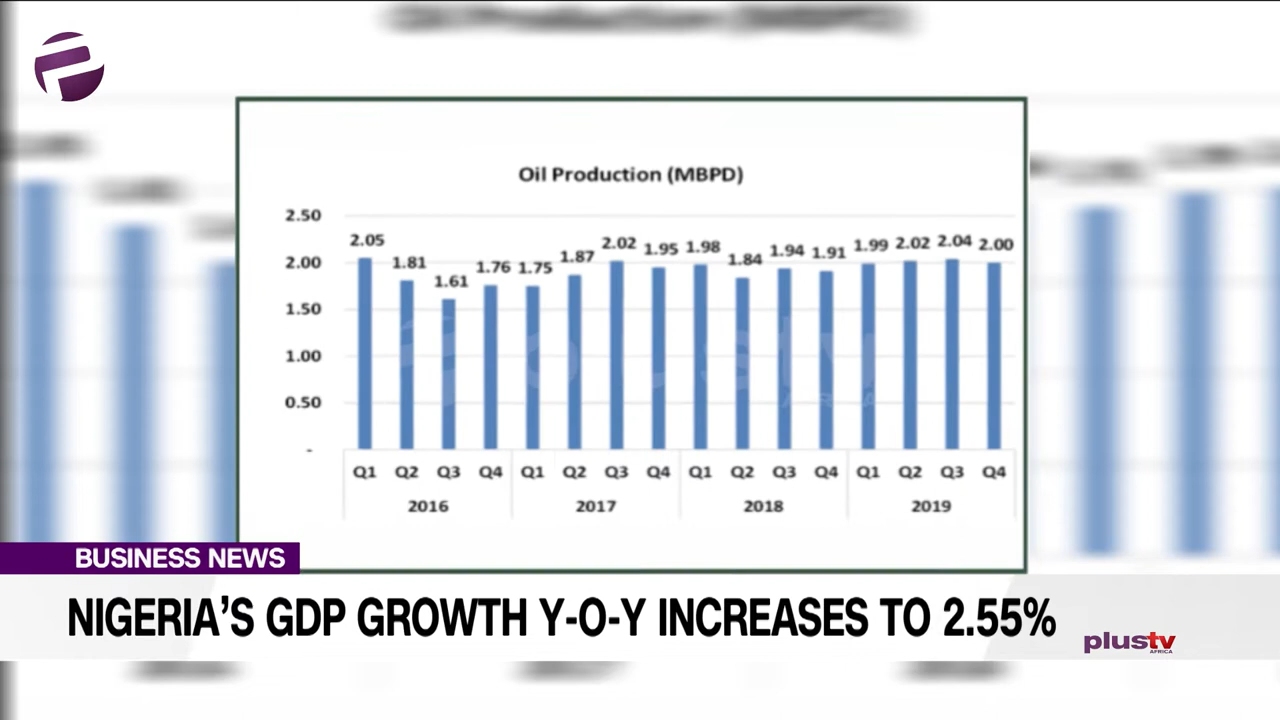 Oil Production (MBPD)
2.50
2.00
1.50
1.00
0.50
-
2.05 1.81 1.61 1.76 1.75 1.87 2.02 1.95 1.98 1.84 1.94 1.91 1.99 2.02 2.04 2.00
Q1 Q2 Q3 Q4 Q1 Q2 Q3 Q4 Q1 Q2 Q3 Q4 Q1 Q2 Q3 Q4
2016 2017 2018 2019
BUSINESS NEWS
NIGERIA'S GDP GROWTH Y-O-Y INCREASES TO 2.55%
plustv
AFRICA